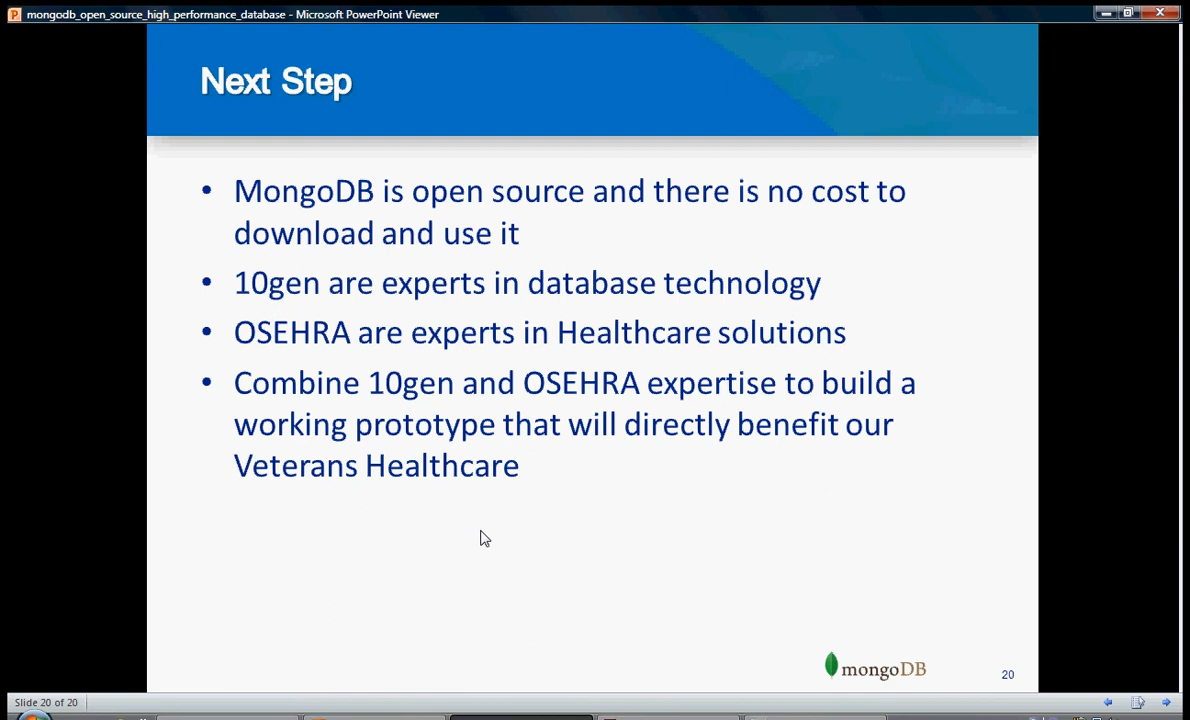 mongodb_open_source_high_performance_database - Microsoft PowerPoint Viewer
Next Step
• MongoDB is open source and there is no cost to
download and use it
• 10gen are experts in database technology
• OSEHRA are experts in Healthcare solutions
• Combine 10gen and OSEHRA expertise to build a
working prototype that will directly benefit our
Veterans Healthcare
mongoDB
20
Slide 20 of 20